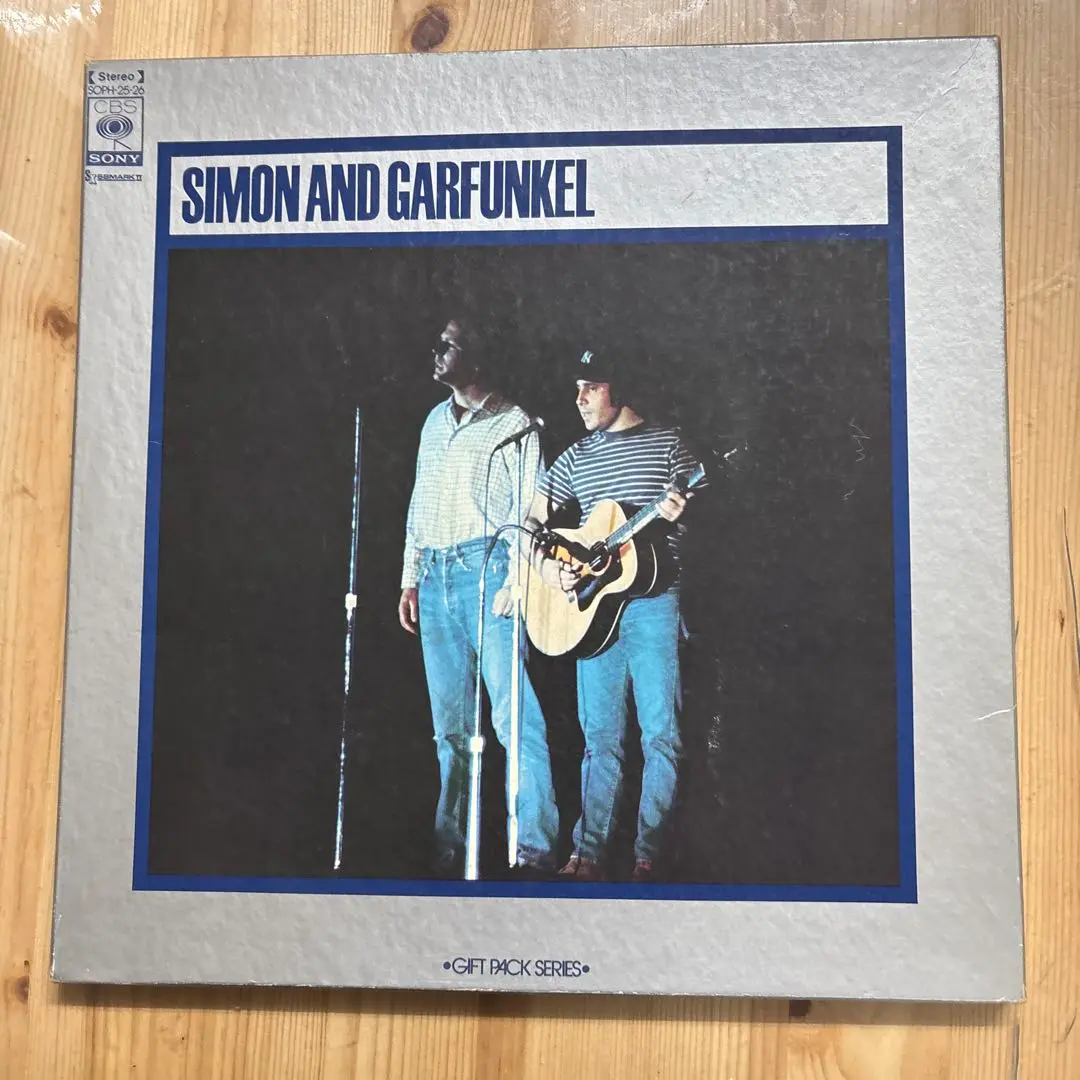 Stereo
SOPH-25-26
CBS
SONY
SIMON AND GARFUNKEL
•GIFT PACK SERIES•